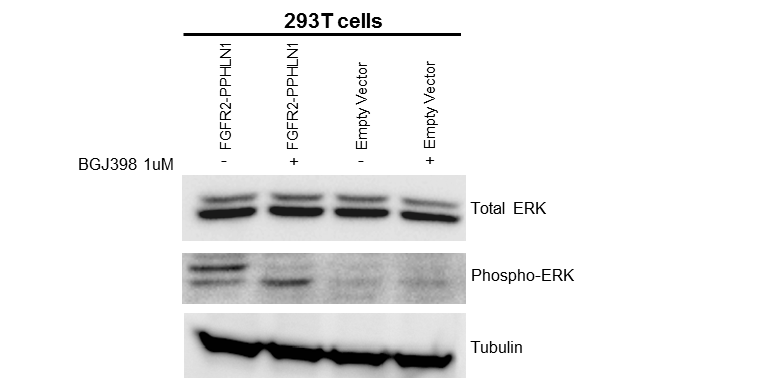 293T cells
FGFR2-PPHLN1
FGFR2-PPHLN1
Empty Vector
Empty Vector
BGJ398 1uM - + - +
Total ERK
Phospho-ERK
Tubulin